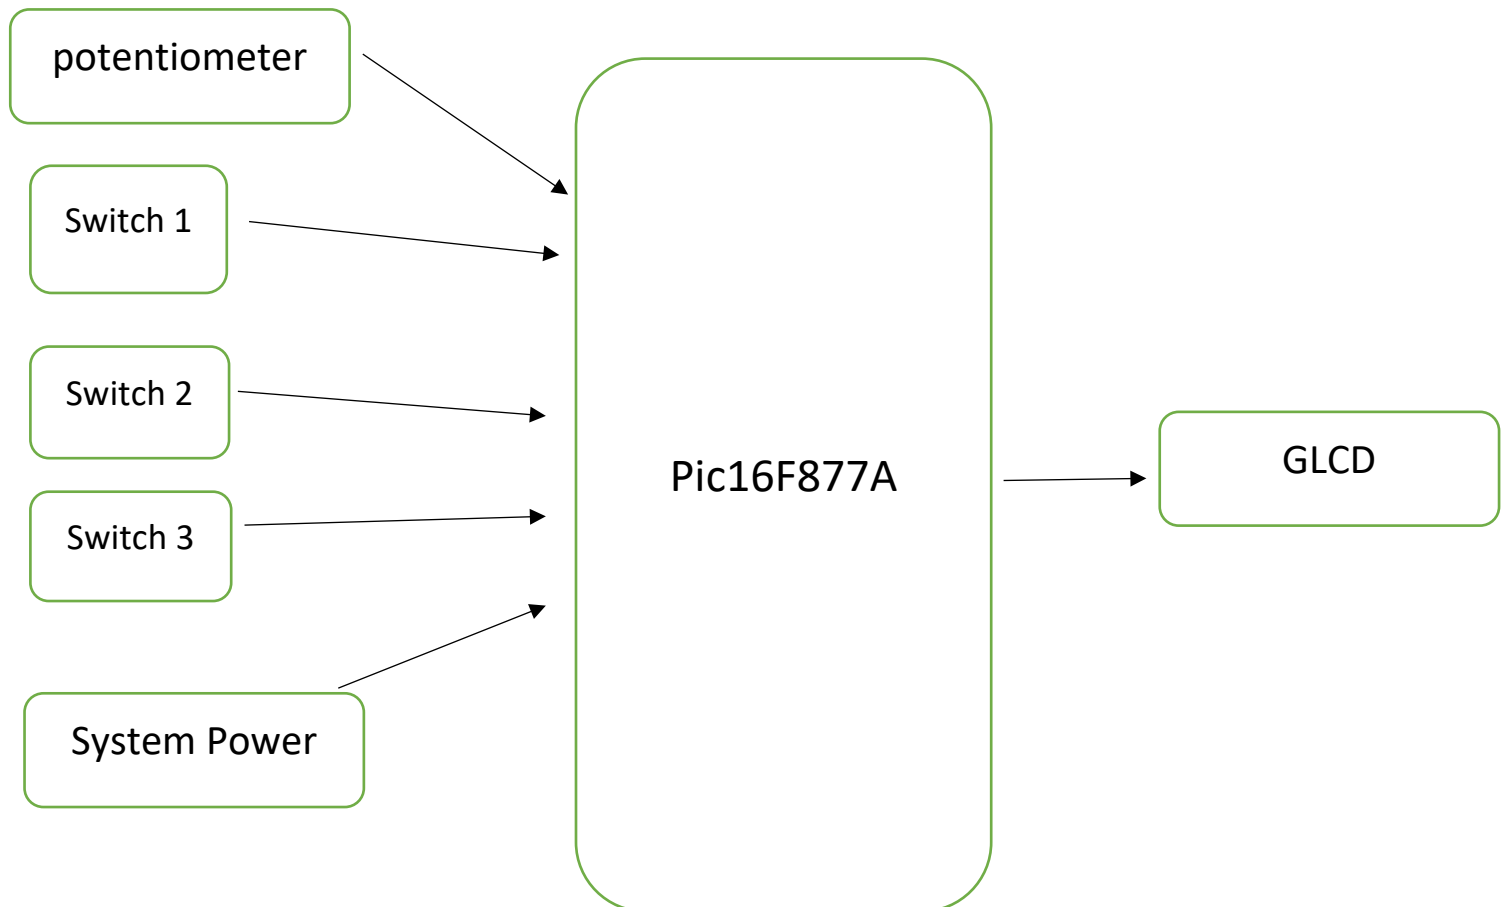 potentiometer
Switch 1
Switch 2
Switch 3
System Power
Pic16F877A
GLCD